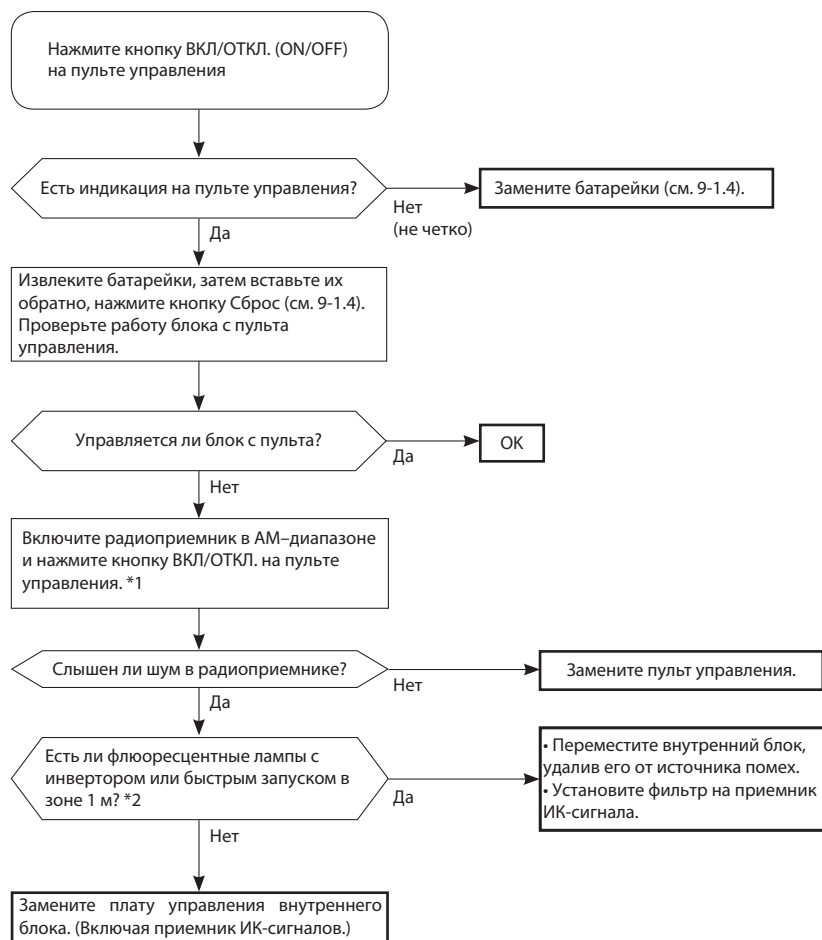 Нажмите кнопку ВКЛ/ОТКЛ. (ON/OFF)
на пульте управления
Есть индикация на пульте управления?
Замените батарейки (см. 9-1.4).
Нет
(не четко)
Да
Извлеките батарейки, затем вставьте их
обратно, нажмите кнопку Сброс (см. 9-1.4).
Проверьте работу блока с пульта
управления.
Управляется ли блок с пульта?
Да
OK
Нет
Включите радиоприемник в АМ–диапазоне
и нажмите кнопку ВКЛ/ОТКЛ. на пульте
управления. *1
Слышен ли шум в радиоприемнике?
Нет
Замените пульт управления.
Да
Есть ли флюоресцентные лампы с
инвертором или быстрым запуском в
зоне 1 м? *2
Да
• Переместите внутренний блок,
удалив его от источника помех.
• Установите фильтр на приемник
ИК-сигнала.
Нет
Замените плату управления внутреннего
блока. (Включая приемник ИК-сигналов.)